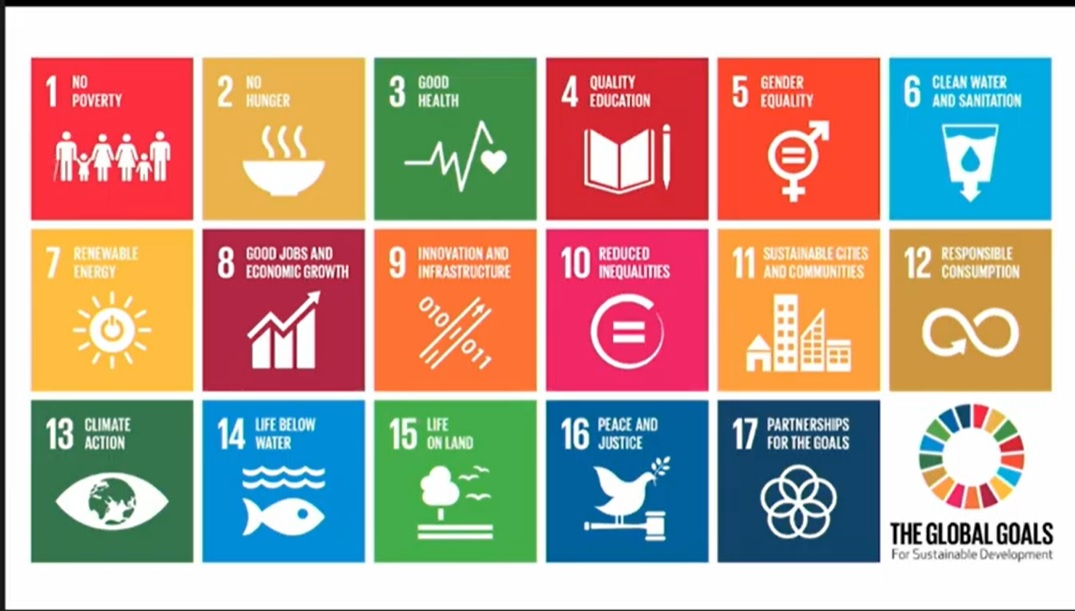 1 NO
POVERTY
2 NO
HUNGER
3 GOOD
HEALTH
4 QUALITY
EDUCATION
5 GENDER
EQUALITY
6 CLEAN WATER
AND SANITATION
7 RENEWABLE
ENERGY
8 GOOD JOBS AND
ECONOMIC GROWTH
9 INNOVATION AND
INFRASTRUCTURE
010
011
10 REDUCED
INEQUALITIES
11 SUSTAINABLE CITIES
AND COMMUNITIES
12 RESPONSIBLE
CONSUMPTION
13 CLIMATE
ACTION
14 LIFE BELOW
WATER
15 LIFE
ON LAND
16 PEACE AND
JUSTICE
17 PARTNERSHIPS
FOR THE GOALS
THE GLOBAL GOALS
For Sustainable Development